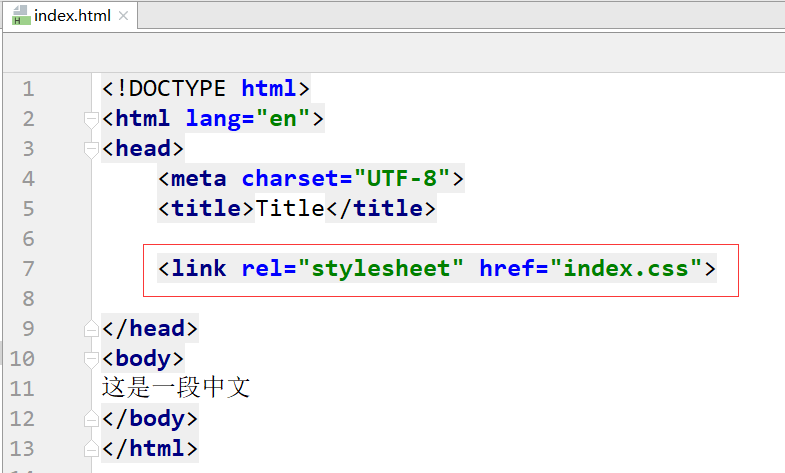 index.html
1 <!DOCTYPE html>
2 <html lang="en">
3 <head>
4 <meta charset="UTF-8">
5 <title>Title</title>
6
7 <link rel="stylesheet" href="index.css">
8
9 </head>
10 <body>
11 这是一段中文
12 </body>
13 </html>